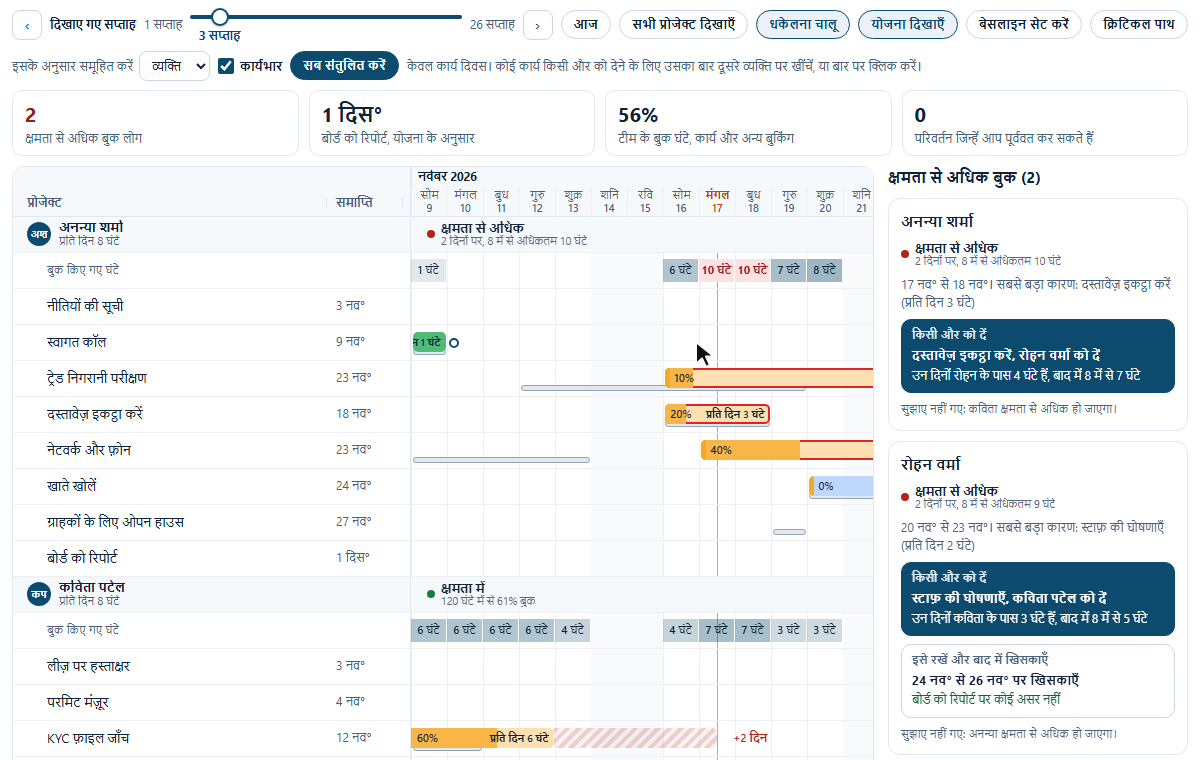 ‹ दिखाए गए सप्ताह 1 सप्ताह 3 सप्ताह 26 सप्ताह › आज सभी प्रोजेक्ट दिखाएँ धकेलना चालू योजना दिखाएँ बेसलाइन सेट करें क्रिटिकल पाथ
इसके अनुसार समूहित करें व्यक्ति कार्यभार सब संतुलित करें केवल कार्य दिवस। कोई कार्य किसी और को देने के लिए उसका बार दूसरे व्यक्ति पर खींचें, या बार पर क्लिक करें।
2
क्षमता से अधिक बुक लोग
1 दिस॰
बोर्ड को रिपोर्ट, योजना के अनुसार
56%
टीम के बुक घंटे, कार्य और अन्य बुकिंग
0
परिवर्तन जिन्हें आप पूर्ववत कर सकते हैं
नवंबर 2026
प्रोजेक्ट समाप्ति
सोम मंगल बुध गुरु शुक्र शनि रवि सोम मंगल बुध गुरु शुक्र शनि
9 10 11 12 13 14 15 16 17 18 19 20 21
अश अनन्या शर्मा
प्रति दिन 8 घंटे
क्षमता से अधिक
2 दिनों पर, 8 में से अधिकतम 10 घंटे
बुक किए गए घंटे 1 घंटे 6 घंटे 10 घंटे 10 घंटे 7 घंटे 8 घंटे
नीतियों की सूची 3 नव॰
स्वागत कॉल 9 नव॰ 1 घंटे
ट्रेड निगरानी परीक्षण 23 नव॰ 10%
दस्तावेज़ इकट्ठा करें 18 नव॰ 20% प्रति दिन 3 घंटे
नेटवर्क और फ़ोन 23 नव॰ 40%
खाते खोलें 24 नव॰ 0%
ग्राहकों के लिए ओपन हाउस 27 नव॰
बोर्ड को रिपोर्ट 1 दिस॰
कप कविता पटेल
प्रति दिन 8 घंटे
क्षमता में
120 घंटे में से 61% बुक
बुक किए गए घंटे 6 घंटे 6 घंटे 6 घंटे 6 घंटे 4 घंटे 4 घंटे 7 घंटे 7 घंटे 3 घंटे 3 घंटे
लीज़ पर हस्ताक्षर 3 नव॰
परमिट मंज़ूर 4 नव॰
KYC फ़ाइल जाँच 12 नव॰ 60% प्रति दिन 6 घंटे +2 दिन
क्षमता से अधिक बुक (2)
अनन्या शर्मा
क्षमता से अधिक
2 दिनों पर, 8 में से अधिकतम 10 घंटे
17 नव॰ से 18 नव॰। सबसे बड़ा कारण: दस्तावेज़ इकट्ठा करें
(प्रति दिन 3 घंटे)
किसी और को दें
दस्तावेज़ इकट्ठा करें, रोहन वर्मा को दें
उन दिनों रोहन के पास 4 घंटे हैं, बाद में 8 में से 7 घंटे
सुझाए नहीं गए: कविता क्षमता से अधिक हो जाएगा।
रोहन वर्मा
क्षमता से अधिक
2 दिनों पर, 8 में से अधिकतम 9 घंटे
20 नव॰ से 23 नव॰। सबसे बड़ा कारण: स्टाफ़ की घोषणाएँ
(प्रति दिन 2 घंटे)
किसी और को दें
स्टाफ़ की घोषणाएँ, कविता पटेल को दें
उन दिनों कविता के पास 3 घंटे हैं, बाद में 8 में से 5 घंटे
इसे रखें और बाद में खिसकाएँ
24 नव॰ से 26 नव॰ पर खिसकाएँ
बोर्ड को रिपोर्ट पर कोई असर नहीं
सुझाए नहीं गए: अनन्या क्षमता से अधिक हो जाएगा।